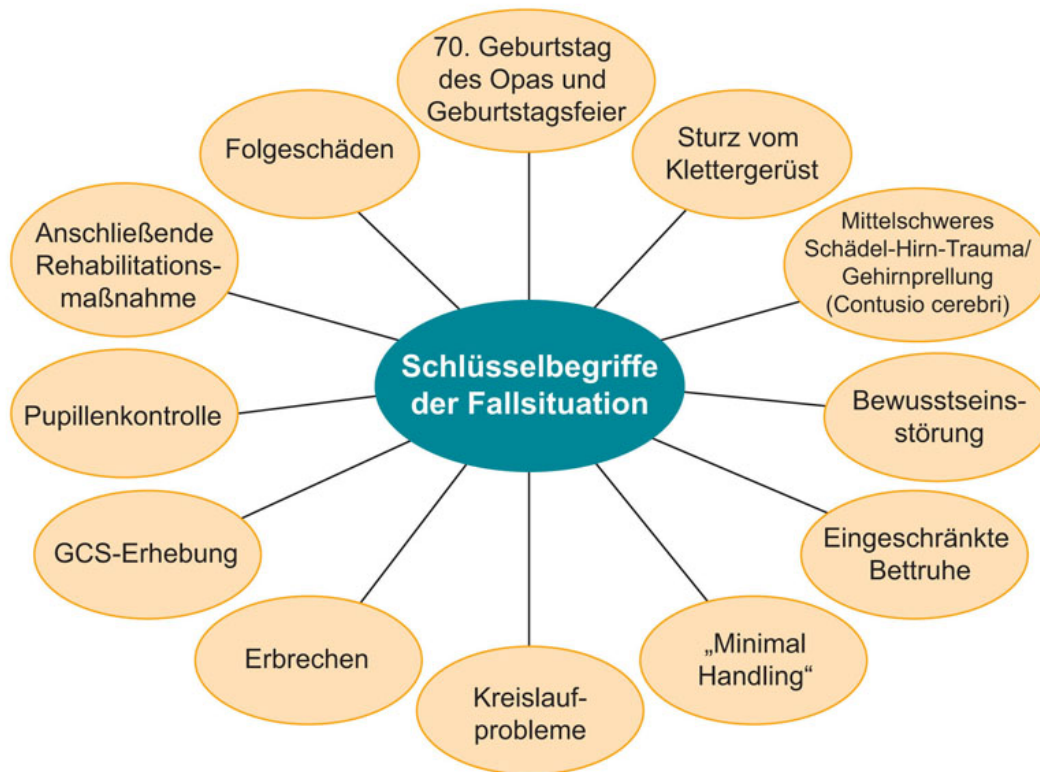 Schlüsselbegriffe
der Fallsituation
70. Geburtstag
des Opas und
Geburtstagsfeier
Sturz vom
Klettergerüst
Mittelschweres
Schädel-Hirn-Trauma/
Gehirnprellung
(Contusio cerebri)
Bewusstseins-
störung
Eingeschränkte
Bettruhe
„Minimal
Handling“
Kreislauf-
probleme
Erbrechen
GCS-Erhebung
Pupillenkontrolle
Anschließende
Rehabilitations-
maßnahme
Folgeschäden